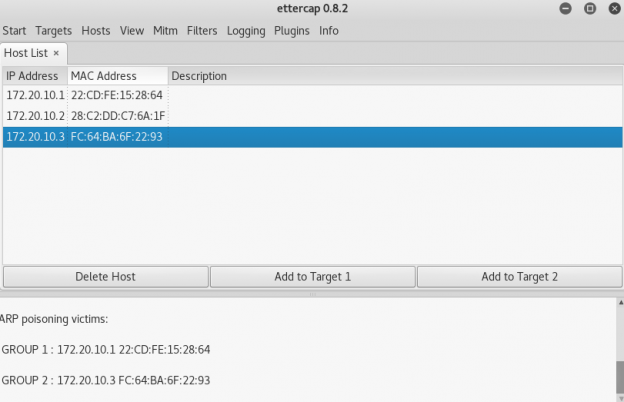 ettercap 0.8.2
Start Targets Hosts View Mitm Filters Logging Plugins Info
Host List ×
IP Address MAC Address Description
172.20.10.1 22:CD:FE:15:28:64
172.20.10.2 28:C2:DD:C7:6A:1F
172.20.10.3 FC:64:BA:6F:22:93
Delete Host Add to Target 1 Add to Target 2
ARP poisoning victims:
GROUP 1 : 172.20.10.1 22:CD:FE:15:28:64
GROUP 2 : 172.20.10.3 FC:64:BA:6F:22:93